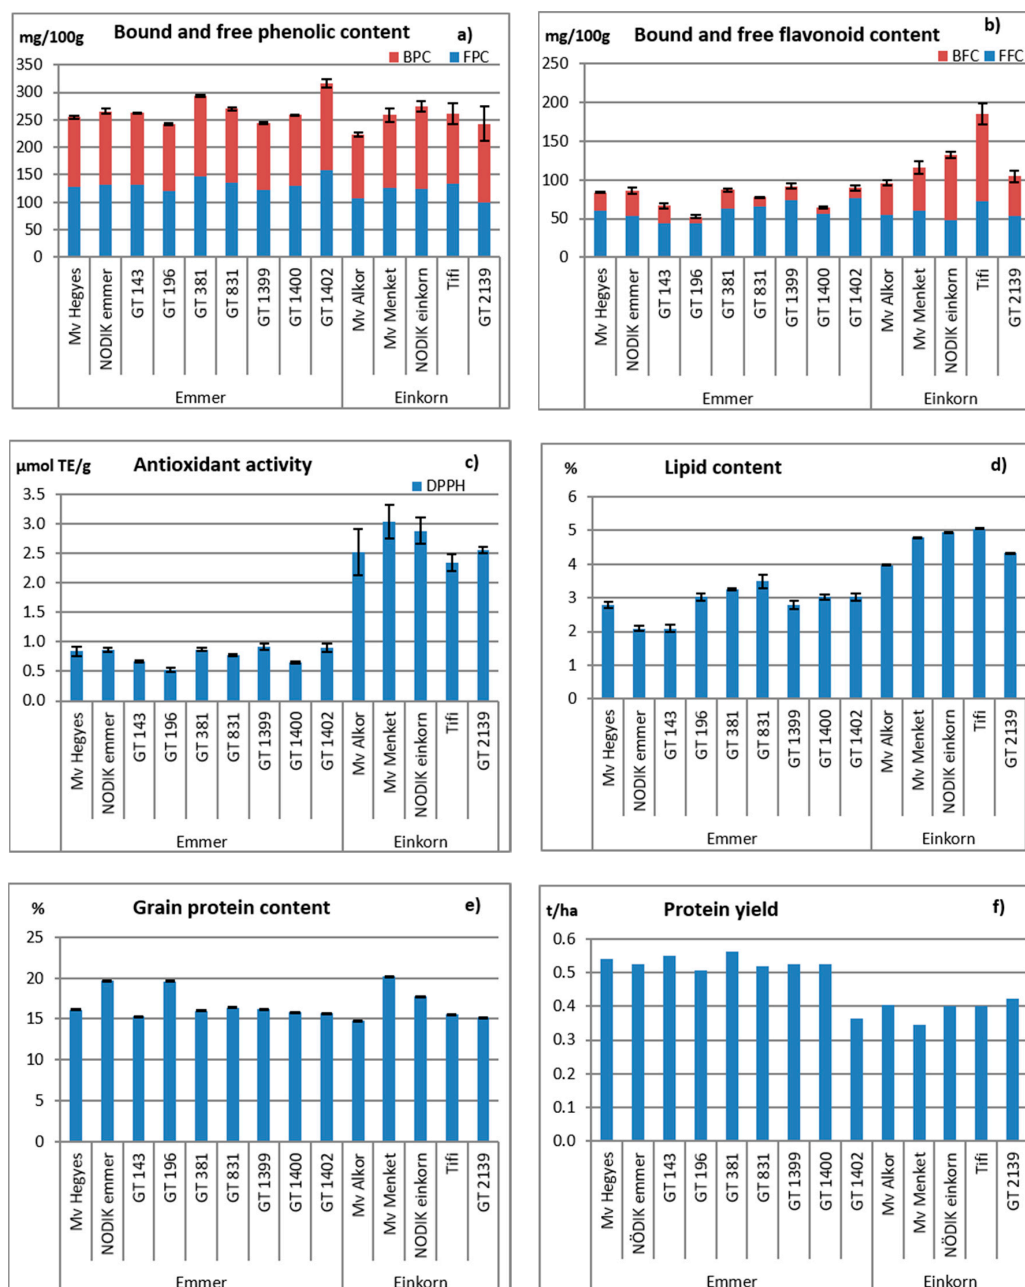 Bound and free phenolic content a)
mg/100g
BPC FPC
350
300
250
200
150
100
50
0
Mv Hegyes
NODIK emmer
GT 143
GT 196
GT 381
GT 831
GT 1399
GT 1400
GT 1402
Mv Alkor
Mv Menket
NODIK einkorn
Tifi
GT 2139
Emmer Einkorn
Bound and free flavonoid content b)
mg/100g
BFC FFC
250
200
150
100
50
0
Mv Hegyes
NODIK emmer
GT 143
GT 196
GT 381
GT 831
GT 1399
GT 1400
GT 1402
Mv Alkor
Mv Menket
NODIK einkorn
Tifi
GT 2139
Emmer Einkorn
µmol TE/g Antioxidant activity c)
DPPH
3.5
3.0
2.5
2.0
1.5
1.0
0.5
0.0
Mv Hegyes
NODIK emmer
GT 143
GT 196
GT 381
GT 831
GT 1399
GT 1400
GT 1402
Mv Alkor
Mv Menket
NODIK einkorn
Tifi
GT 2139
Emmer Einkorn
% Lipid content d)
6
5
4
3
2
1
0
Mv Hegyes
NODIK emmer
GT 143
GT 196
GT 381
GT 831
GT 1399
GT 1400
GT 1402
Mv Alkor
Mv Menket
NODIK einkorn
Tifi
GT 2139
Emmer Einkorn
% Grain protein content e)
25
20
15
10
5
0
Mv Hegyes
NODIK emmer
GT 143
GT 196
GT 381
GT 831
GT 1399
GT 1400
GT 1402
Mv Alkor
Mv Menket
NODIK einkorn
Tifi
GT 2139
Emmer Einkorn
t/ha Protein yield f)
0.6
0.5
0.4
0.3
0.2
0.1
0.0
Mv Hegyes
NÖDIK emmer
GT 143
GT 196
GT 381
GT 831
GT 1399
GT 1400
GT 1402
Mv Alkor
Mv Menket
NÖDIK einkorn
Tifi
GT 2139
Emmer Einkorn